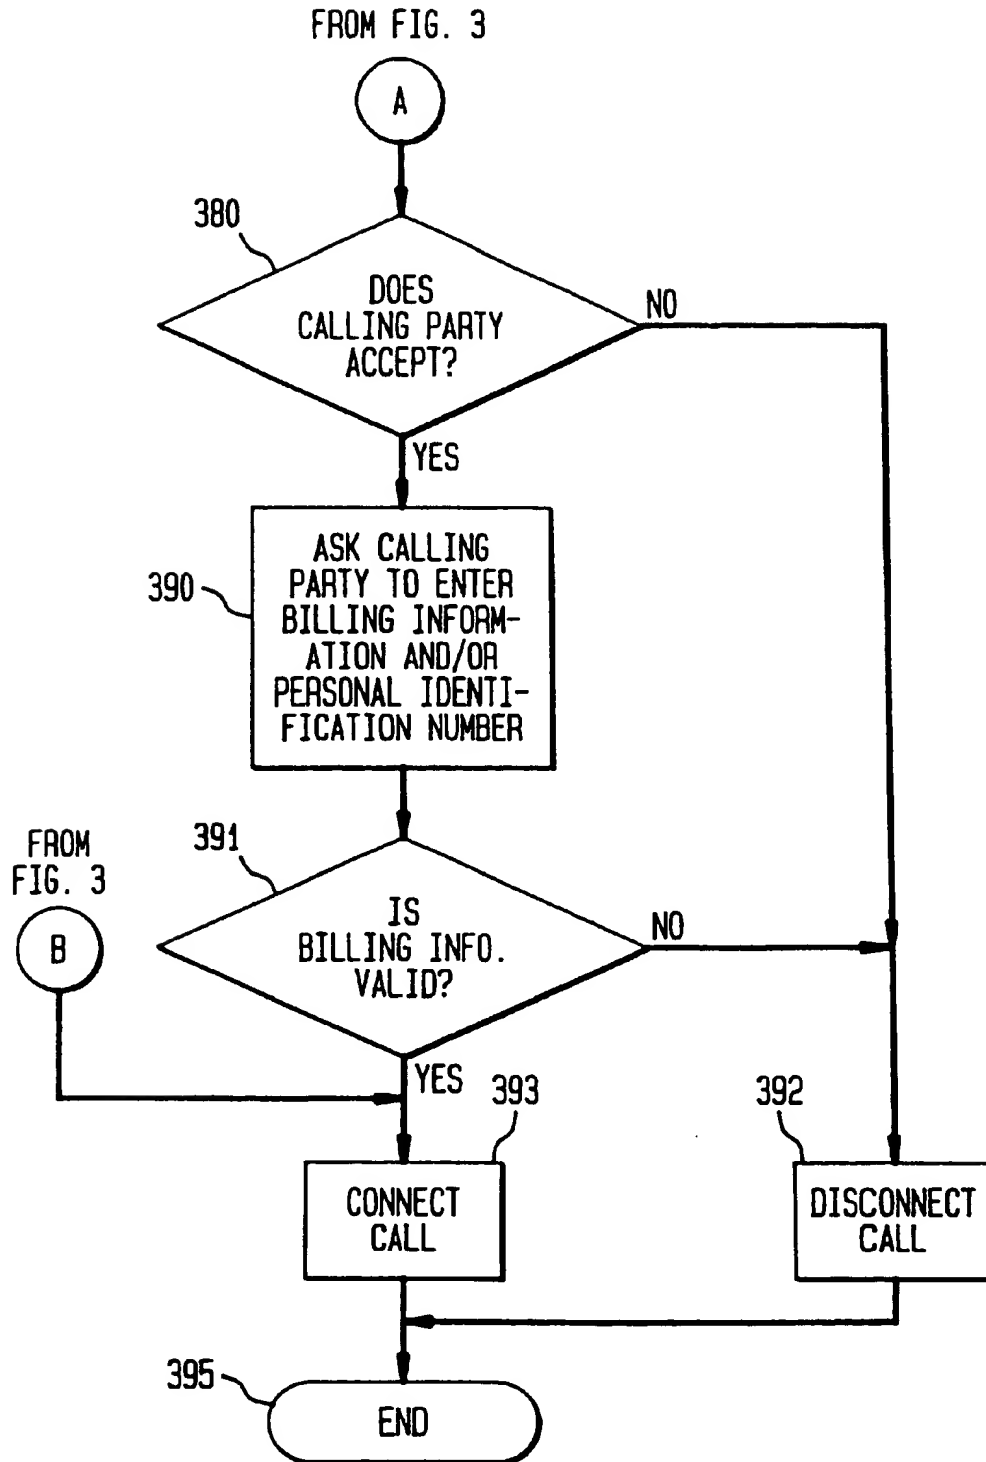 FROM FIG. 3
A
380
DOES
CALLING PARTY
ACCEPT?
NO
YES
390
ASK CALLING
PARTY TO ENTER
BILLING INFORM-
ATION AND/OR
PERSONAL IDENTI-
FICATION NUMBER
391
FROM
FIG. 3
B
IS
BILLING INFO.
VALID?
NO
YES
393
392
CONNECT
CALL
DISCONNECT
CALL
395
END